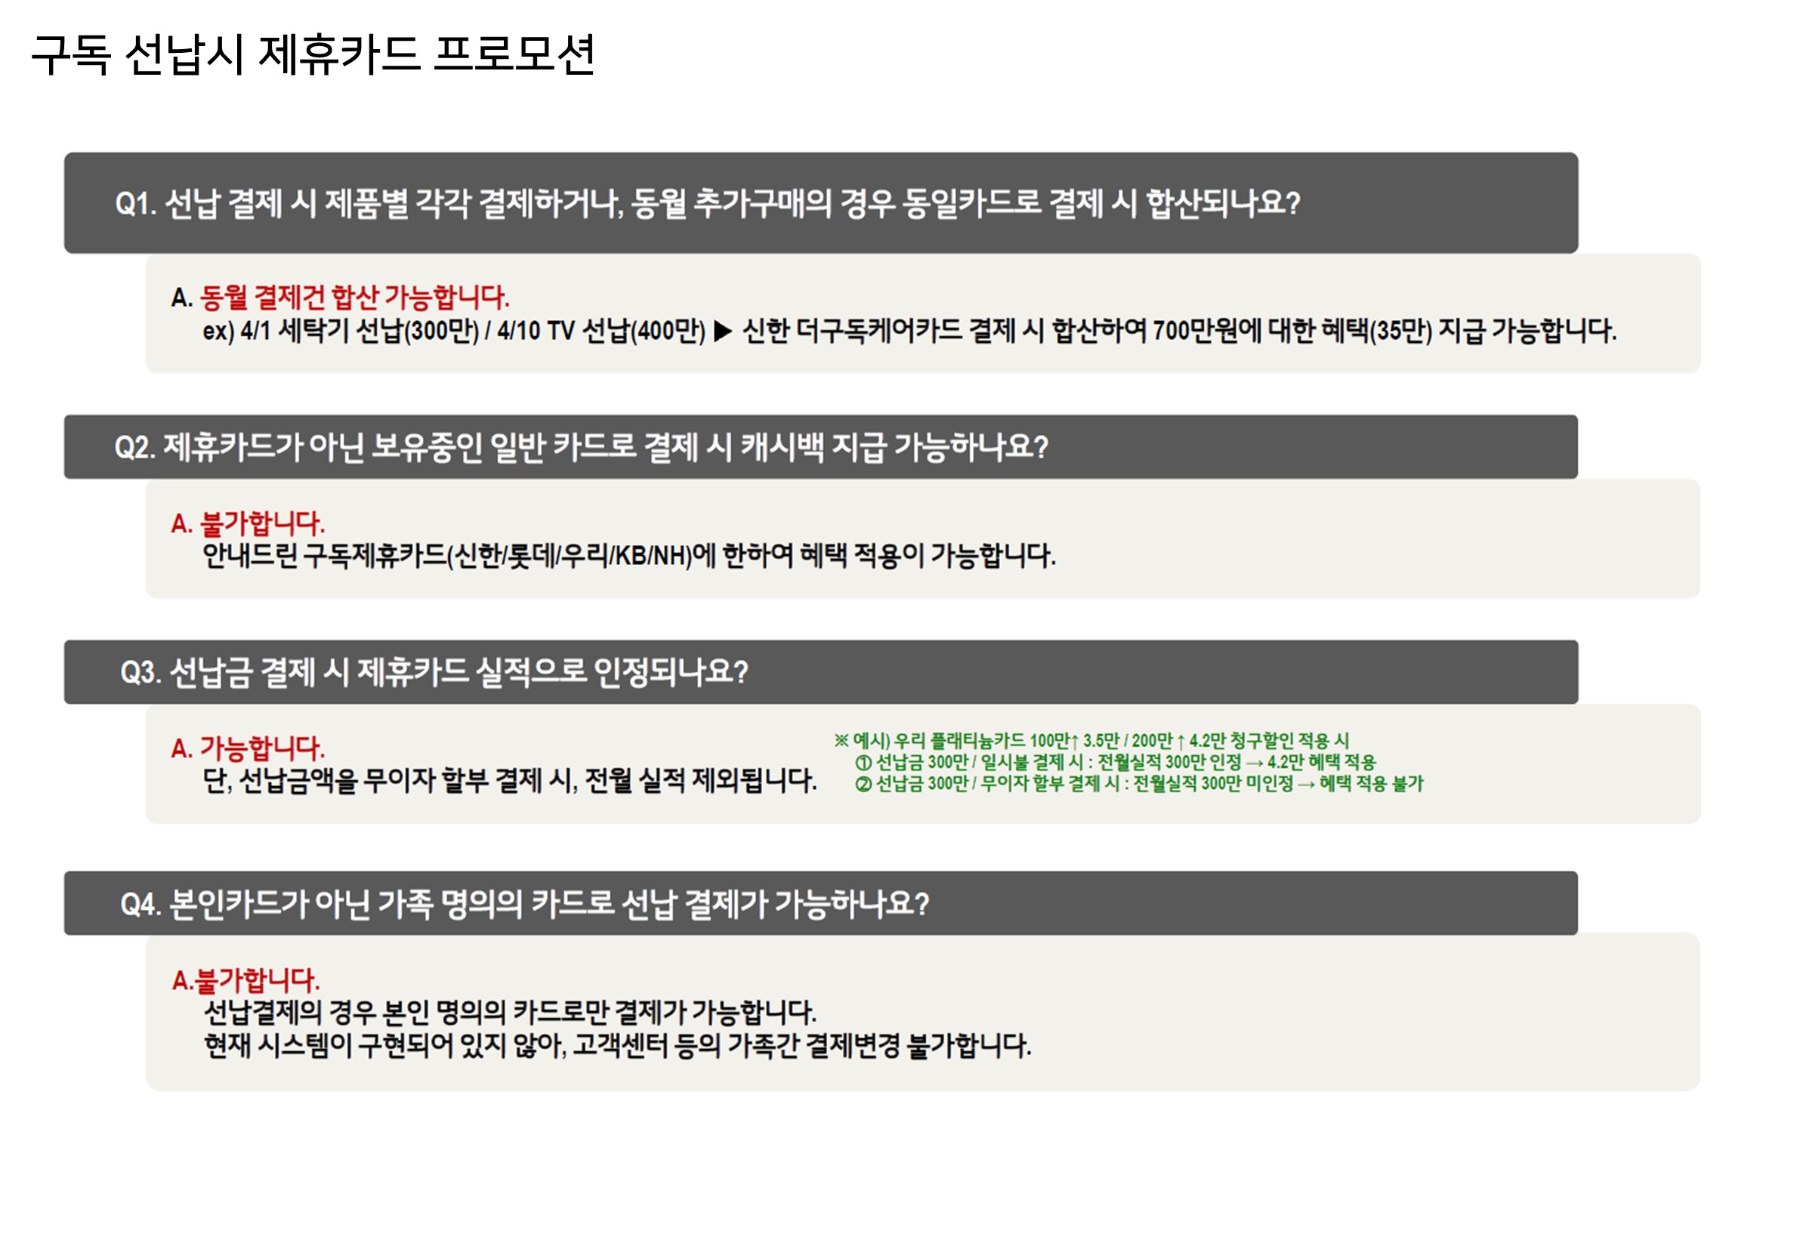 구독 선납시 제휴카드 프로모션
Q1. 선납 결제 시 제품별 각각 결제하거나, 동월 추가구매의 경우 동일카드로 결제 시 합산되나요?
A. 동월 결제건 합산 가능합니다.
ex) 4/1 세탁기 선납(300만) / 4/10 TV 선납(400만) ▶ 신한 더구독케어카드 결제 시 합산하여 700만원에 대한 혜택(35만) 지급 가능합니다.
Q2. 제휴카드가 아닌 보유중인 일반 카드로 결제 시 캐시백 지급 가능하나요?
A. 불가합니다.
안내드린 구독제휴카드(신한/롯데/우리/KB/NH)에 한하여 혜택 적용이 가능합니다.
Q3. 선납금 결제 시 제휴카드 실적으로 인정되나요?
A. 가능합니다.
단, 선납금액을 무이자 할부 결제 시, 전월 실적 제외됩니다.
※ 예시) 우리 플래티늄카드 100만↑ 3.5만 / 200만 ↑ 4.2만 청구할인 적용 시
① 선납금 300만 / 일시불 결제 시 : 전월실적 300만 인정 → 4.2만 혜택 적용
② 선납금 300만 / 무이자 할부 결제 시 : 전월실적 300만 미인정 → 혜택 적용 불가
Q4. 본인카드가 아닌 가족 명의의 카드로 선납 결제가 가능하나요?
A.불가합니다.
선납결제의 경우 본인 명의의 카드로만 결제가 가능합니다.
현재 시스템이 구현되어 있지 않아, 고객센터 등의 가족간 결제변경 불가합니다.